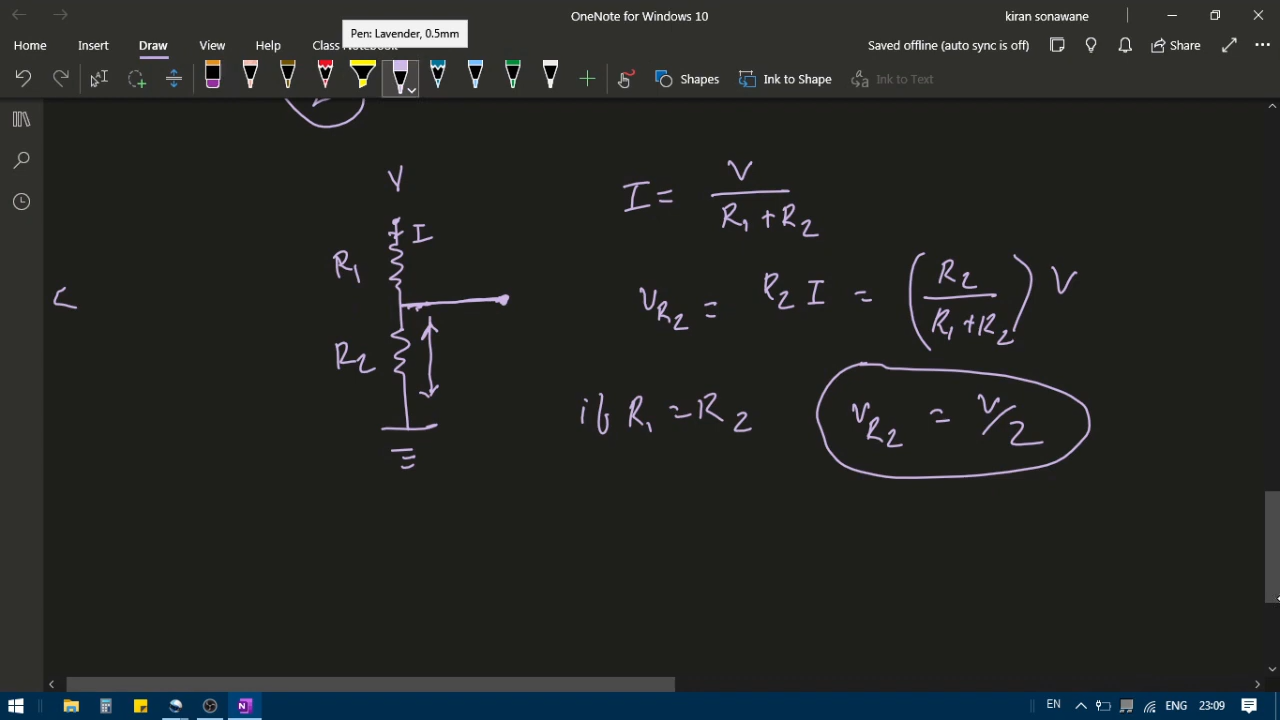 OneNote for Windows 10
kiran sonawane
Pen: Lavender, 0.5mm
Home Insert Draw View Help Class Notebook
Saved offline (auto sync is off)
Share
Shapes
Ink to Shape
Ink to Text
V
I
R1
R2
I = V / R1 + R2
VR2 = R2 I = (R2 / R1 + R2) V
if R1 = R2 VR2 = V/2
EN
ENG
23:09